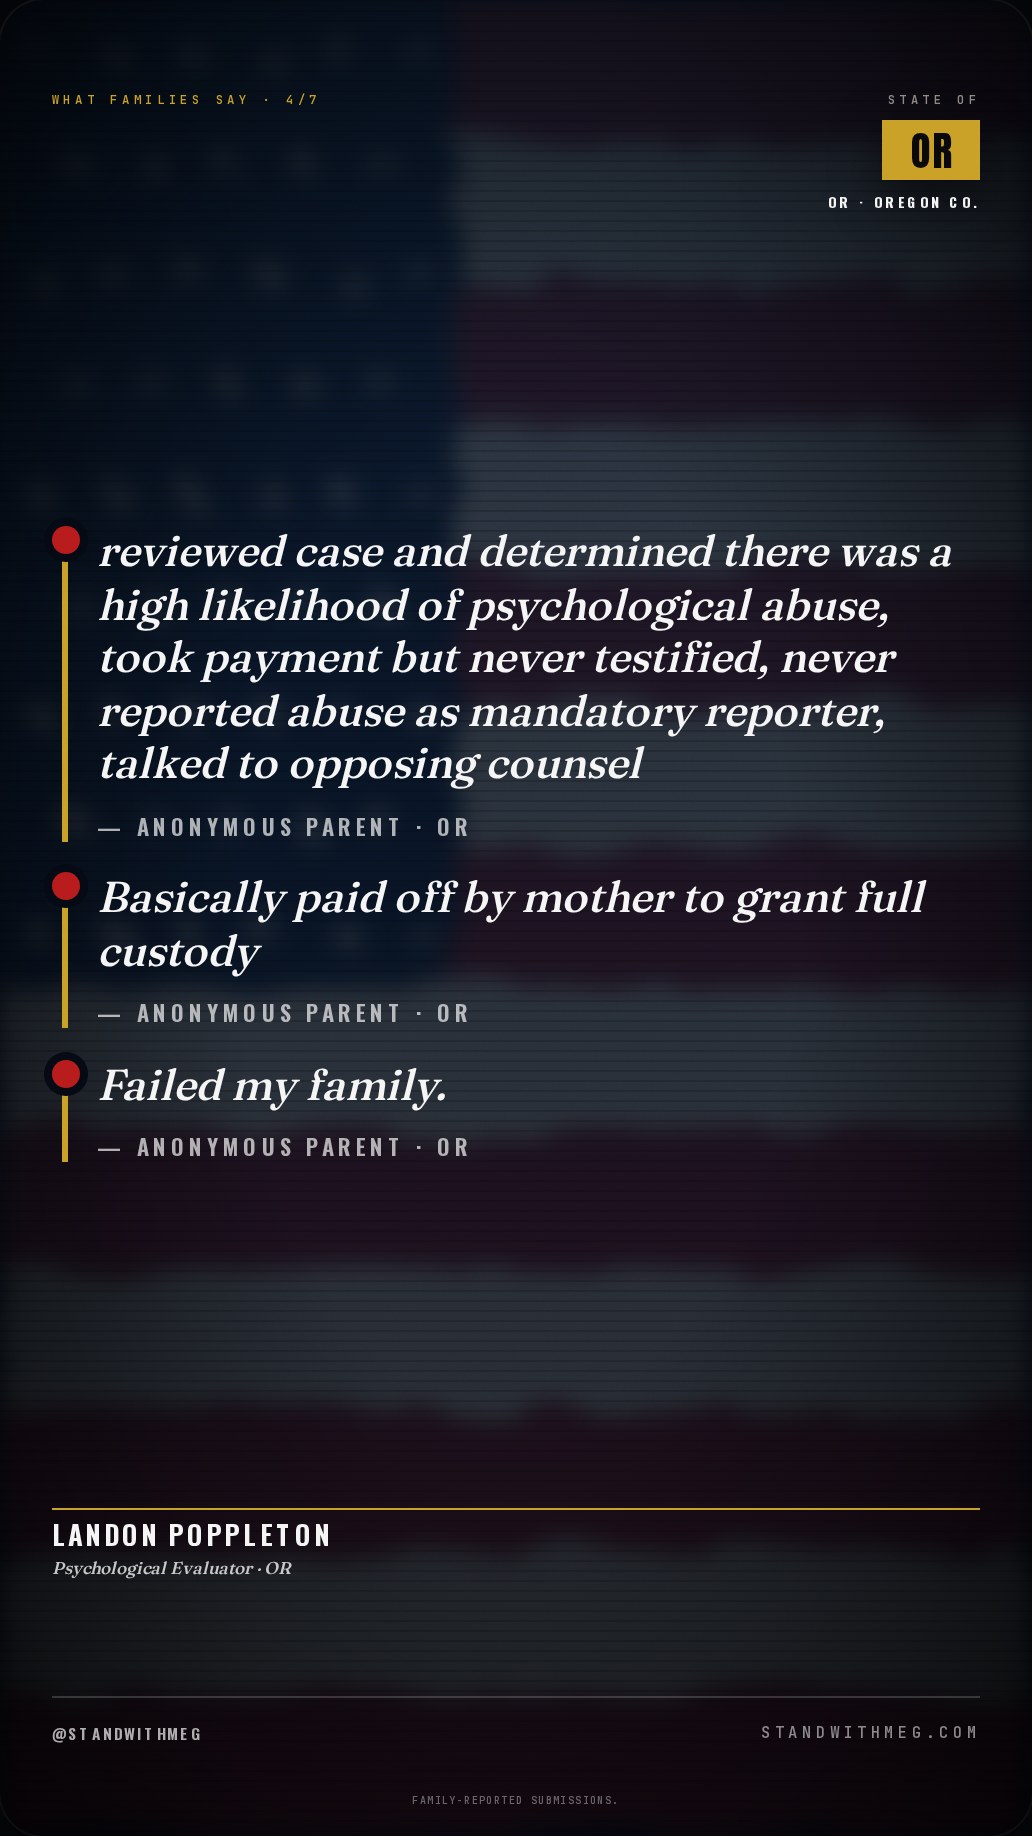 WHAT FAMILIES SAY · 4/7
STATE OF
OR
OR · OREGON CO.
reviewed case and determined there was a
high likelihood of psychological abuse,
took payment but never testified, never
reported abuse as mandatory reporter,
talked to opposing counsel
— ANONYMOUS PARENT · OR
Basically paid off by mother to grant full
custody
— ANONYMOUS PARENT · OR
Failed my family.
— ANONYMOUS PARENT · OR
LANDON POPPLETON
Psychological Evaluator · OR
@STANDWITHMEG
STANDWITHMEG.COM
FAMILY-REPORTED SUBMISSIONS.